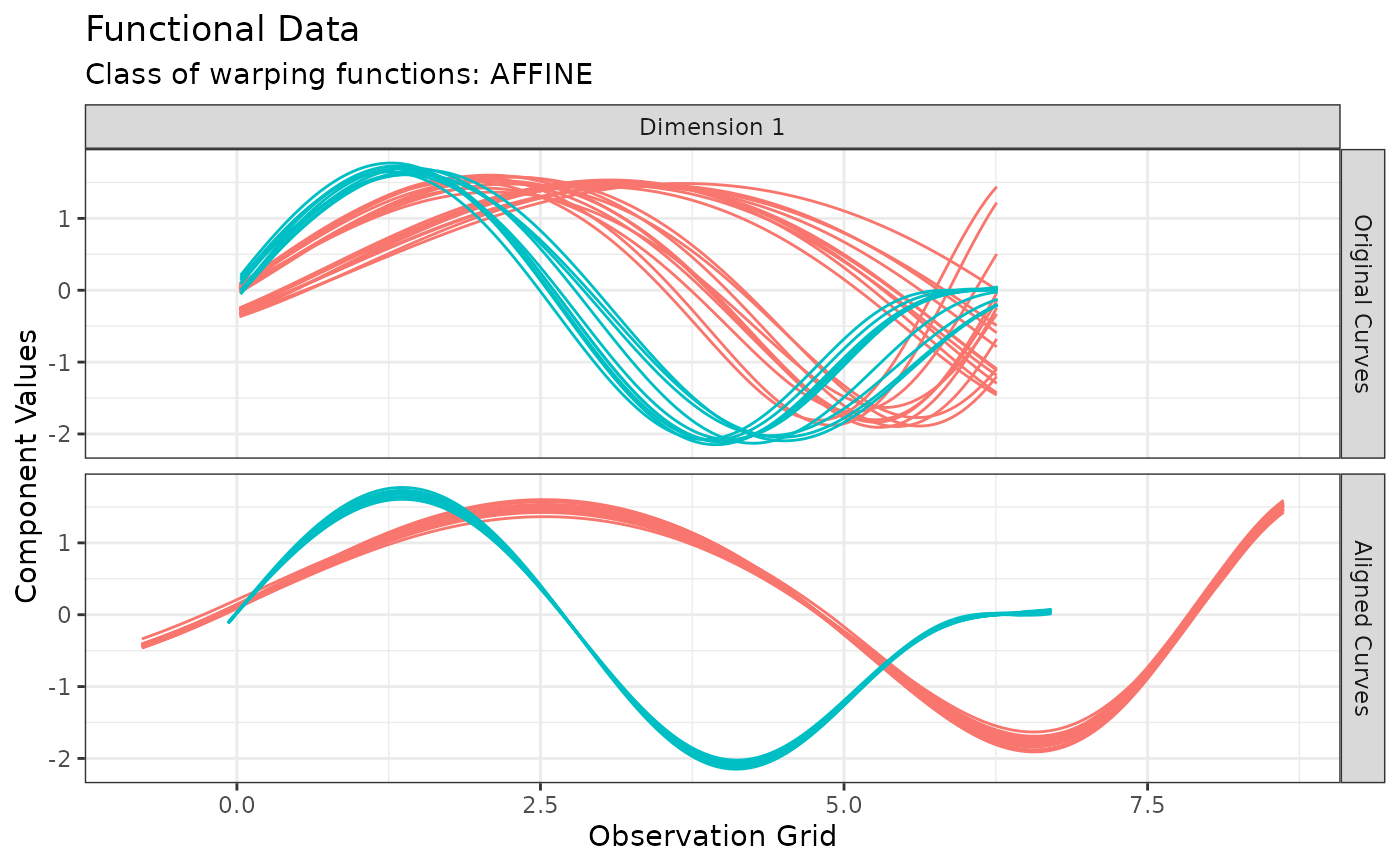 Functional Data
Class of warping functions: AFFINE
Dimension 1
Component Values
1
0
-1
-2
Original Curves
1
0
-1
-2
Aligned Curves
0.0 2.5 5.0 7.5
Observation Grid